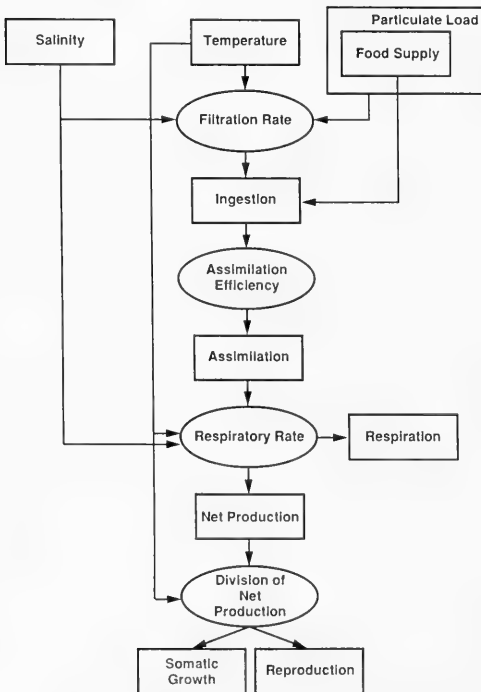 Particulate Load
Salinity
Temperature
Food Supply
Filtration Rate
Ingestion
Assimilation
Efficiency
Assimilation
Respiratory Rate
Respiration
Net Production
Division of
Net
Production
Somatic
Growth
Reproduction